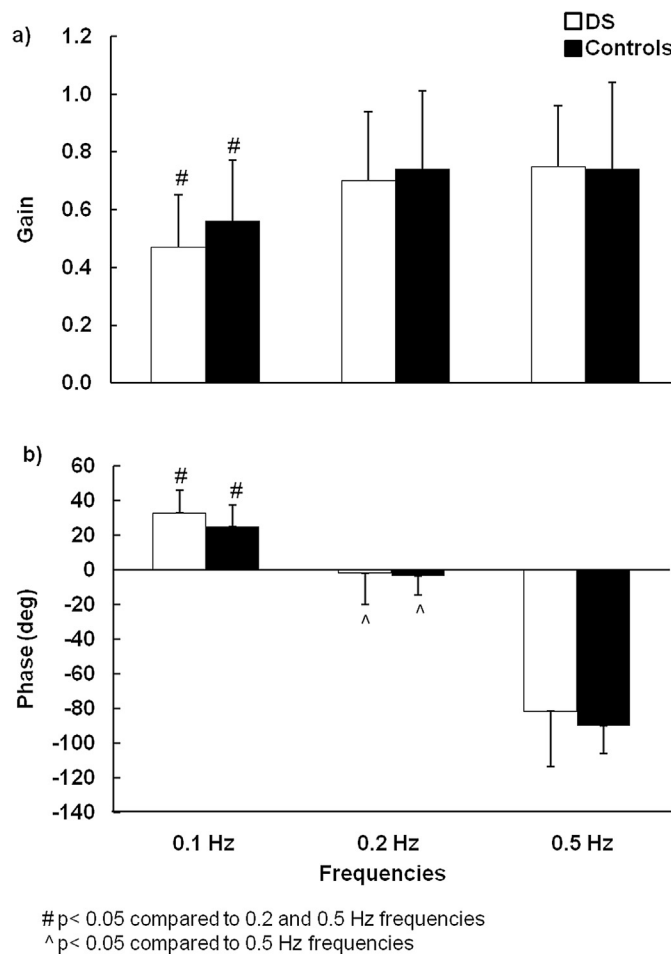 a)
DS
Controls
1.2
1.0
0.8
0.6
0.4
0.2
0.0
Gain
# #
b)
60
40
20
0
-20
-40
-60
-80
-100
-120
-140
Phase (deg)
# #
^ ^
0.1 Hz 0.2 Hz 0.5 Hz
Frequencies
# p< 0.05 compared to 0.2 and 0.5 Hz frequencies
^ p< 0.05 compared to 0.5 Hz frequencies